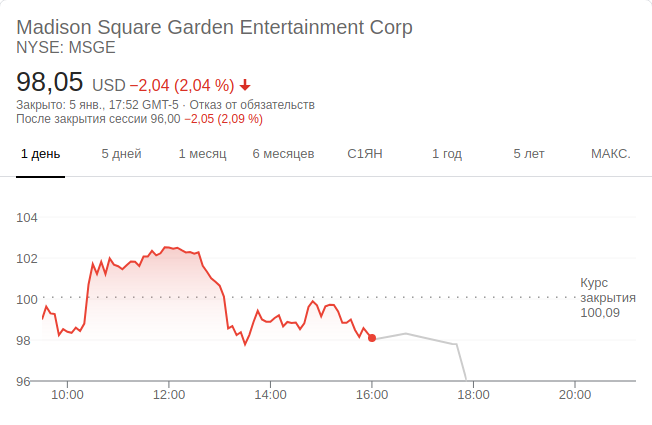 Madison Square Garden Entertainment Corp
NYSE: MSGE
98,05 USD −2,04 (2,04 %)
Закрыто: 5 янв., 17:52 GMT-5 · Отказ от обязательств
После закрытия сессии 96,00 −2,05 (2,09 %)
1 день 5 дней 1 месяц 6 месяцев С1ЯН 1 год 5 лет МАКС.
104
102
100
98
96
Курс
закрытия
100,09
10:00 12:00 14:00 16:00 18:00 20:00